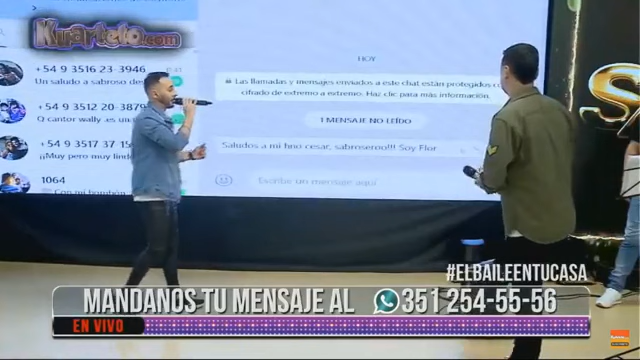 Kuarteto.com
HOY
+54 9 3516 23-3946
Un saludo a sabroso des
Las llamadas y mensajes enviados a este chat están protegidos co
cifrado de extremo a extremo. Haz clic para más información.
+54 9 3512 20-3879
Q cantor wally .es una
1 MENSAJE NO LEÍDO
+54 9 3517 37 15
¡¡Muy pero muy lind
Saludos a mi hno cesar, sabroseroo!!! Soy Flor
1064
Con mi bombón
Escribe un mensaje aquí
#ELBAILEENTUCASA
MANDANOS TU MENSAJE AL 351 254-55-56
EN VIVO